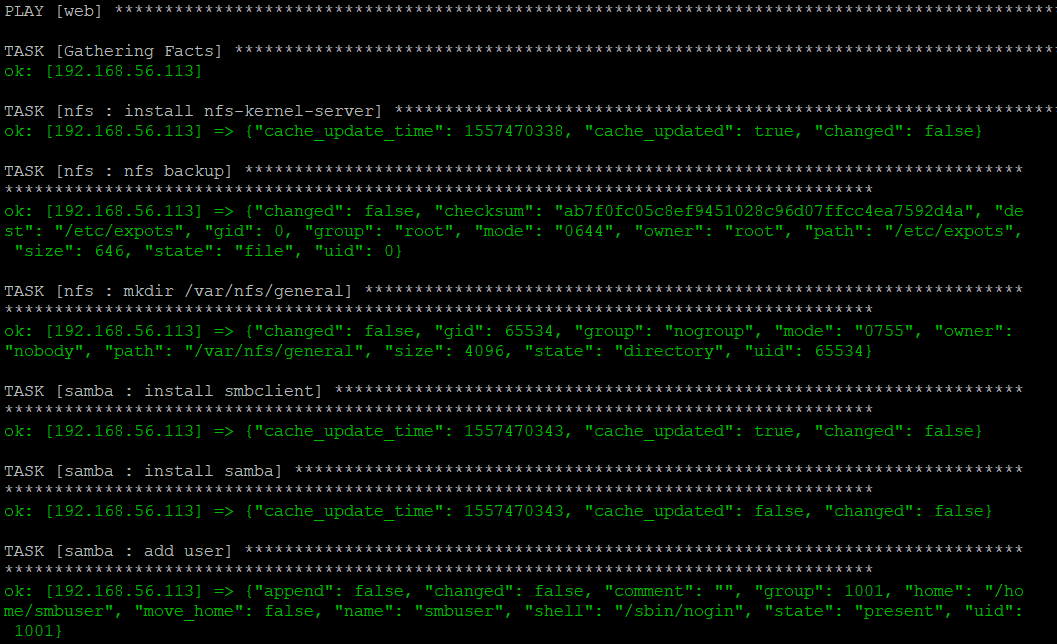 PLAY [web] ***********************************************************************************************
TASK [Gathering Facts] ***********************************************************************************
ok: [192.168.56.113]
TASK [nfs : install nfs-kernel-server] *******************************************************************
ok: [192.168.56.113] => {"cache_update_time": 1557470338, "cache_updated": true, "changed": false}
TASK [nfs : nfs backup] ******************************************************************************
***************************************************************************************
ok: [192.168.56.113] => {"changed": false, "checksum": "ab7f0fc05c8ef9451028c96d07ffcc4ea7592d4a", "de
st": "/etc/expots", "gid": 0, "group": "root", "mode": "0644", "owner": "root", "path": "/etc/expots",
"size": 646, "state": "file", "uid": 0}
TASK [nfs : mkdir /var/nfs/general] ******************************************************************
***************************************************************************************
ok: [192.168.56.113] => {"changed": false, "gid": 65534, "group": "nogroup", "mode": "0755", "owner":
"nobody", "path": "/var/nfs/general", "size": 4096, "state": "directory", "uid": 65534}
TASK [samba : install smbclient] *********************************************************************
***************************************************************************************
ok: [192.168.56.113] => {"cache_update_time": 1557470343, "cache_updated": true, "changed": false}
TASK [samba : install samba] *************************************************************************
***************************************************************************************
ok: [192.168.56.113] => {"cache_update_time": 1557470343, "cache_updated": false, "changed": false}
TASK [samba : add user] ******************************************************************************
***************************************************************************************
ok: [192.168.56.113] => {"append": false, "changed": false, "comment": "", "group": 1001, "home": "/ho
me/smbuser", "move_home": false, "name": "smbuser", "shell": "/sbin/nogin", "state": "present", "uid":
1001}